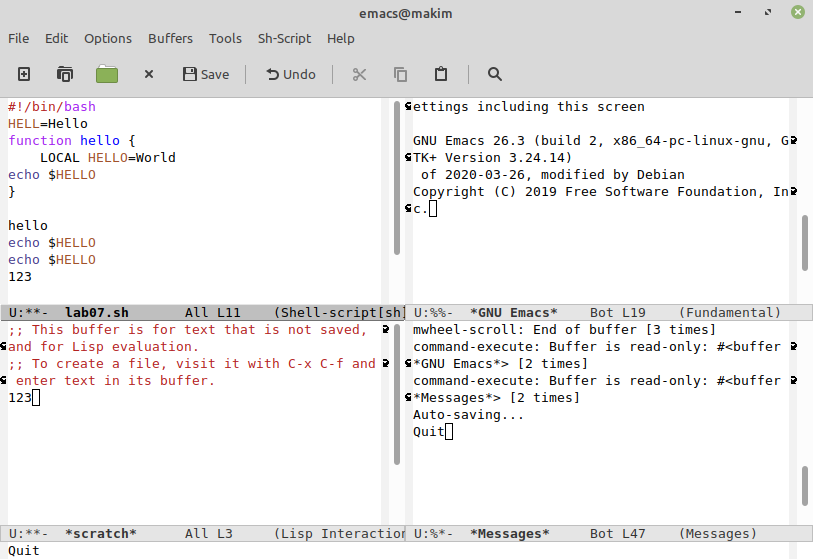 emacs@makim
File Edit Options Buffers Tools Sh-Script Help
Save Undo
#!/bin/bash
HELL=Hello
function hello {
    LOCAL HELLO=World
echo $HELLO
}
hello
echo $HELLO
echo $HELLO
123
U:**-  lab07.sh       All L11    (Shell-script[sh]
ettings including this screen
GNU Emacs 26.3 (build 2, x86_64-pc-linux-gnu, G
TK+ Version 3.24.14)
 of 2020-03-26, modified by Debian
Copyright (C) 2019 Free Software Foundation, In
c.
U:%%-  *GNU Emacs*    Bot L19    (Fundamental)
;; This buffer is for text that is not saved,
and for Lisp evaluation.
;; To create a file, visit it with C-x C-f and
 enter text in its buffer.
123
U:**-  *scratch*      All L3     (Lisp Interaction
mwheel-scroll: End of buffer [3 times]
command-execute: Buffer is read-only: #<buffer
*GNU Emacs*> [2 times]
command-execute: Buffer is read-only: #<buffer
*Messages*> [2 times]
Auto-saving...
Quit
U:%*-  *Messages*     Bot L47    (Messages)
Quit